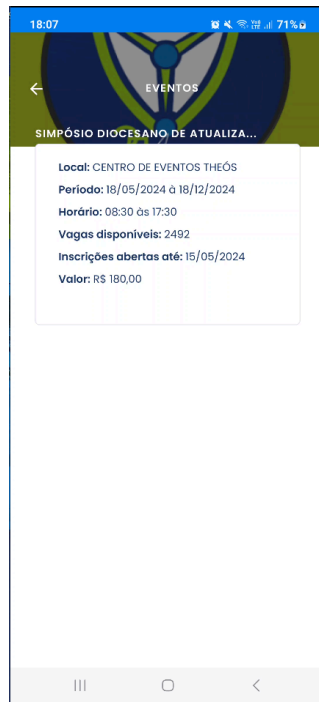 18:07
71%
EVENTOS
SIMPÓSIO DIOCESANO DE ATUALIZA...
Local: CENTRO DE EVENTOS THEÓS
Período: 18/05/2024 à 18/12/2024
Horário: 08:30 às 17:30
Vagas disponíveis: 2492
Inscrições abertas até: 15/05/2024
Valor: R$ 180,00